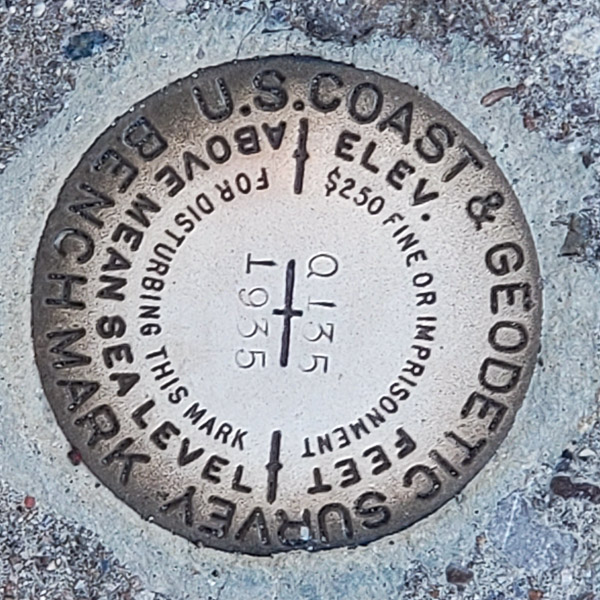 U.S. COAST & GEODETIC SURVEY
BENCH MARK
ELEV.
FEET
ABOVE MEAN SEA LEVEL
$250 FINE OR IMPRISONMENT
FOR DISTURBING THIS MARK
Q 135
1935